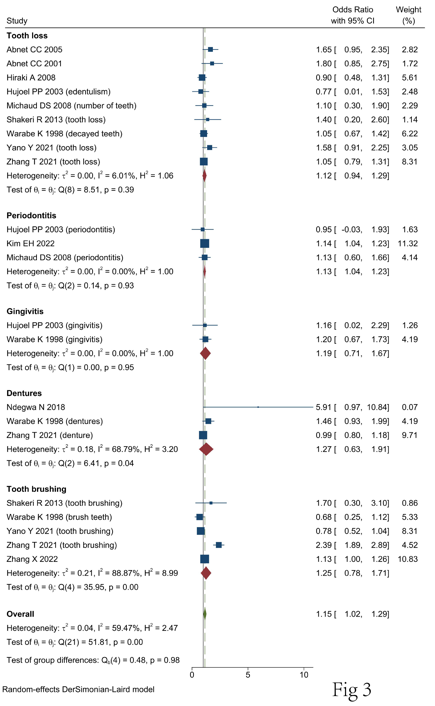 Odds Ratio Weight
Study with 95% CI (%)
Tooth loss
Abnet CC 2005 1.65 [ 0.95, 2.35] 2.82
Abnet CC 2001 1.80 [ 0.85, 2.75] 1.72
Hiraki A 2008 0.90 [ 0.48, 1.31] 5.61
Hujoel PP 2003 (edentulism) 0.77 [ 0.01, 1.53] 2.48
Michaud DS 2008 (number of teeth) 1.10 [ 0.30, 1.90] 2.29
Shakeri R 2013 (tooth loss) 1.40 [ 0.20, 2.60] 1.14
Warabe K 1998 (decayed teeth) 1.05 [ 0.67, 1.42] 6.22
Yano Y 2021 (tooth loss) 1.58 [ 0.91, 2.25] 3.05
Zhang T 2021 (tooth loss) 1.05 [ 0.79, 1.31] 8.31
Heterogeneity: τ² = 0.00, I² = 6.01%, H² = 1.06 1.12 [ 0.94, 1.29]
Test of θᵢ = θⱼ: Q(8) = 8.51, p = 0.39
Periodontitis
Hujoel PP 2003 (periodontitis) 0.95 [ -0.03, 1.93] 1.63
Kim EH 2022 1.14 [ 1.04, 1.23] 11.32
Michaud DS 2008 (periodontitis) 1.13 [ 0.60, 1.66] 4.14
Heterogeneity: τ² = 0.00, I² = 0.00%, H² = 1.00 1.13 [ 1.04, 1.23]
Test of θᵢ = θⱼ: Q(2) = 0.14, p = 0.93
Gingivitis
Hujoel PP 2003 (gingivitis) 1.16 [ 0.02, 2.29] 1.26
Warabe K 1998 (gingivitis) 1.20 [ 0.67, 1.73] 4.19
Heterogeneity: τ² = 0.00, I² = 0.00%, H² = 1.00 1.19 [ 0.71, 1.67]
Test of θᵢ = θⱼ: Q(1) = 0.00, p = 0.95
Dentures
Ndegwa N 2018 5.91 [ 0.97, 10.84] 0.07
Warabe K 1998 (dentures) 1.46 [ 0.93, 1.99] 4.19
Zhang T 2021 (denture) 0.99 [ 0.80, 1.18] 9.71
Heterogeneity: τ² = 0.18, I² = 68.79%, H² = 3.20 1.27 [ 0.63, 1.91]
Test of θᵢ = θⱼ: Q(2) = 6.41, p = 0.04
Tooth brushing
Shakeri R 2013 (tooth brushing) 1.70 [ 0.30, 3.10] 0.86
Warabe K 1998 (brush teeth) 0.68 [ 0.25, 1.12] 5.33
Yano Y 2021 (tooth brushing) 0.78 [ 0.52, 1.04] 8.31
Zhang T 2021 (tooth brushing) 2.39 [ 1.89, 2.89] 4.52
Zhang X 2022 1.13 [ 1.00, 1.26] 10.83
Heterogeneity: τ² = 0.21, I² = 88.87%, H² = 8.99 1.25 [ 0.78, 1.71]
Test of θᵢ = θⱼ: Q(4) = 35.95, p = 0.00
Overall 1.15 [ 1.02, 1.29]
Heterogeneity: τ² = 0.04, I² = 59.47%, H² = 2.47
Test of θᵢ = θⱼ: Q(21) = 51.81, p = 0.00
Test of group differences: Qb(4) = 0.48, p = 0.98
0 5 10
Random-effects DerSimonian-Laird model
Fig 3